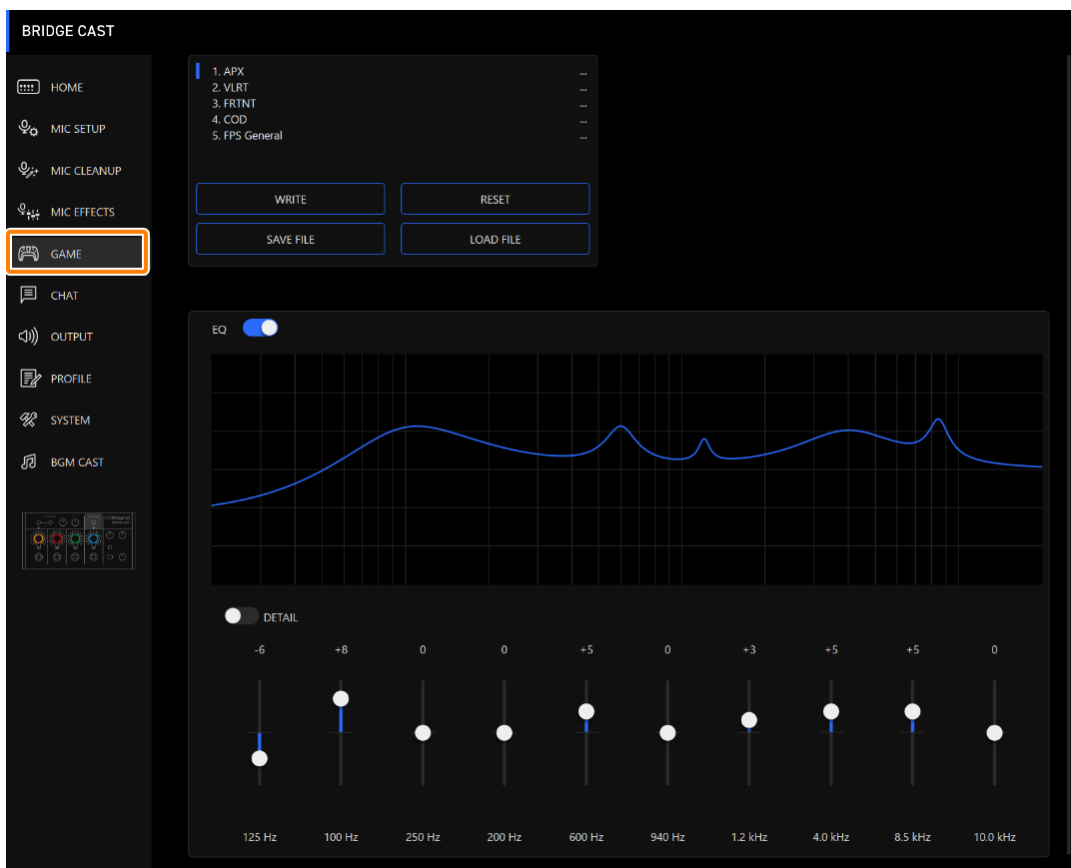 BRIDGE CAST
HOME
MIC SETUP
MIC CLEANUP
MIC EFFECTS
GAME
CHAT
OUTPUT
PROFILE
SYSTEM
BGM CAST
1. APX ...
2. VLRT ...
3. FRTNT ...
4. COD ...
5. FPS General ...
WRITE RESET
SAVE FILE LOAD FILE
EQ
DETAIL
-6 +8 0 0 +5 0 +3 +5 +5 0
125 Hz 100 Hz 250 Hz 200 Hz 600 Hz 940 Hz 1.2 kHz 4.0 kHz 8.5 kHz 10.0 kHz